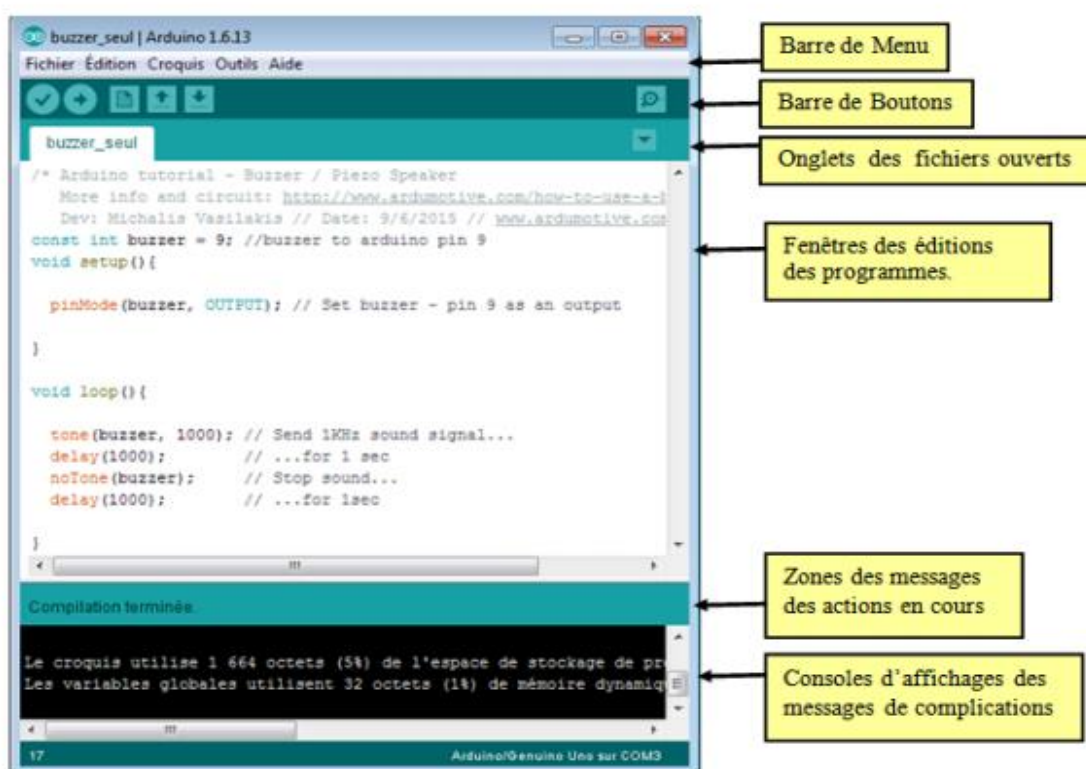 buzzer_seul | Arduino 1.6.13
Fichier Édition Croquis Outils Aide
buzzer_seul
/* Arduino tutorial - Buzzer / Piezo Speaker
More info and circuit: http://www.ardumotive.com/how-to-use-a-b
Dev: Michalis Vasilakis // Date: 9/6/2015 // www.ardumotive.com
const int buzzer = 9; //buzzer to arduino pin 9
void setup(){
pinMode(buzzer, OUTPUT); // Set buzzer - pin 9 as an output
}
void loop(){
tone(buzzer, 1000); // Send 1KHz sound signal...
delay(1000); // ...for 1 sec
noTone(buzzer); // Stop sound...
delay(1000); // ...for 1sec
}
Compilation terminée.
Le croquis utilise 1 664 octets (5%) de l'espace de stockage de pro
Les variables globales utilisent 32 octets (1%) de mémoire dynamiq
17
Arduino/Genuino Uno sur COM3
Barre de Menu
Barre de Boutons
Onglets des fichiers ouverts
Fenêtres des éditions
des programmes.
Zones des messages
des actions en cours
Consoles d'affichages des
messages de complications